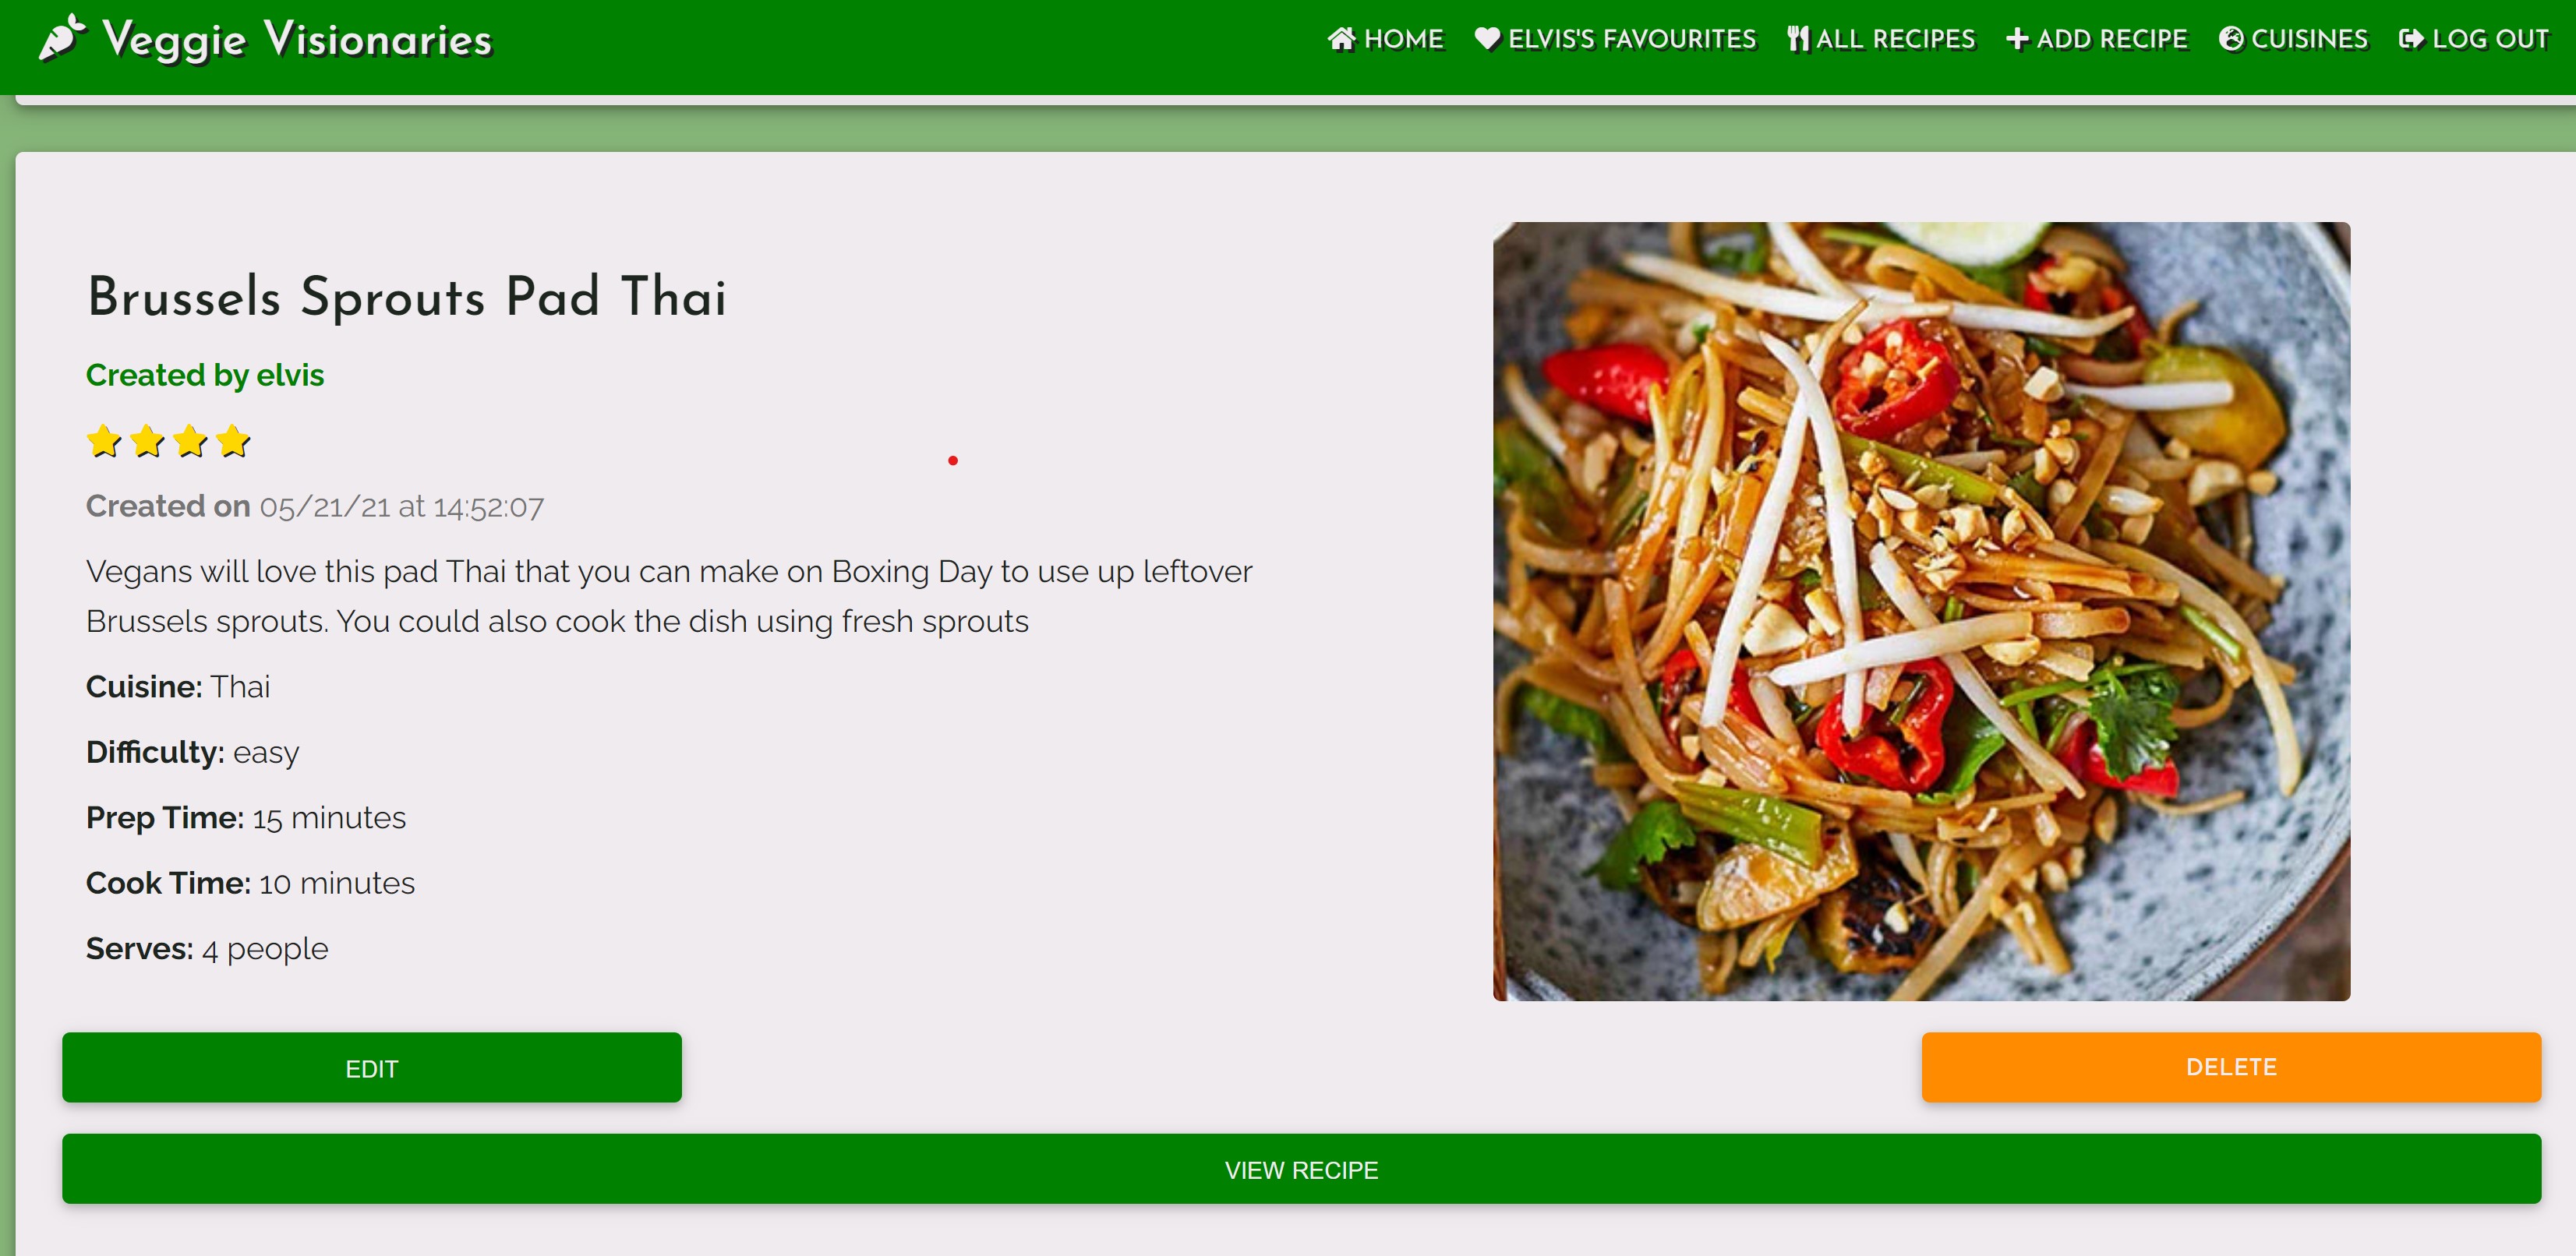 Veggie Visionaries
HOME ELVIS'S FAVOURITES ALL RECIPES ADD RECIPE CUISINES LOG OUT
Brussels Sprouts Pad Thai
Created by elvis
Created on 05/21/21 at 14:52:07
Vegans will love this pad Thai that you can make on Boxing Day to use up leftover
Brussels sprouts. You could also cook the dish using fresh sprouts
Cuisine: Thai
Difficulty: easy
Prep Time: 15 minutes
Cook Time: 10 minutes
Serves: 4 people
EDIT
DELETE
VIEW RECIPE